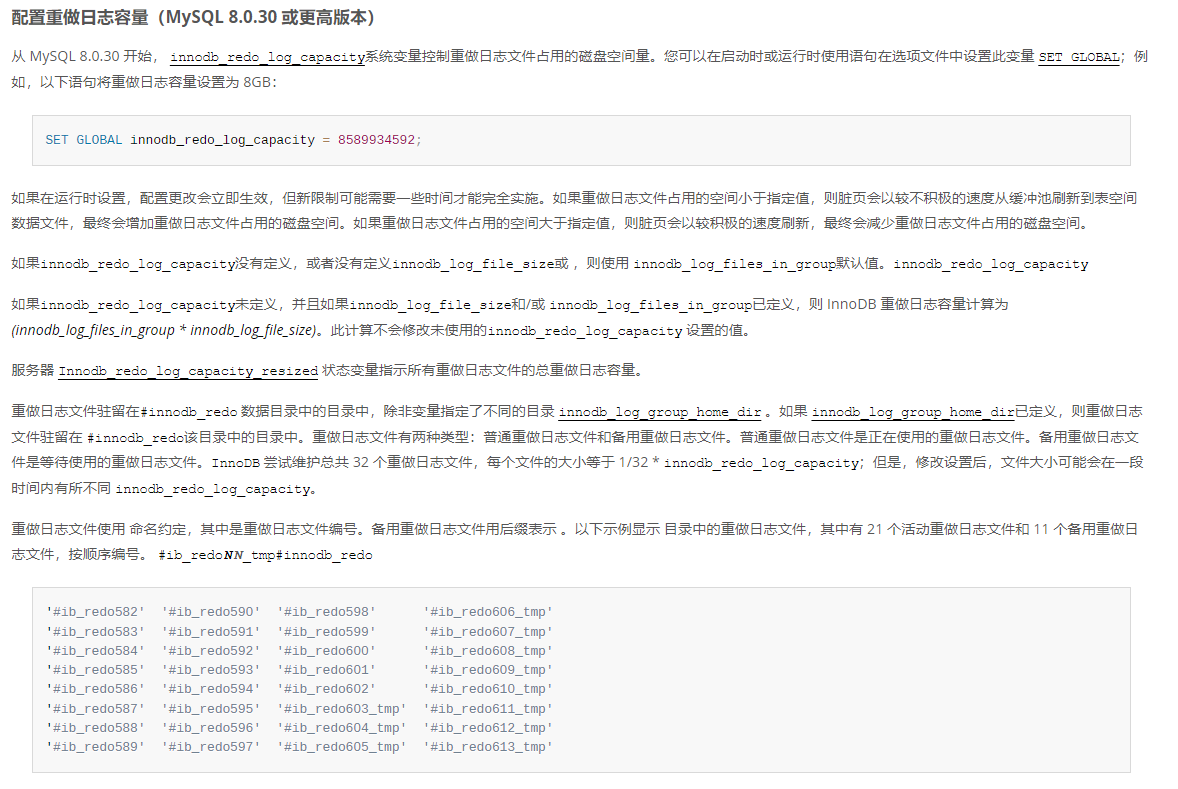 配置重做日志容量（MySQL 8.0.30 或更高版本）
从 MySQL 8.0.30 开始， innodb_redo_log_capacity系统变量控制重做日志文件占用的磁盘空间量。您可以在启动时或运行时使用语句在选项文件中设置此变量 SET GLOBAL；例
如，以下语句将重做日志容量设置为 8GB：
SET GLOBAL innodb_redo_log_capacity = 8589934592;
如果在运行时设置，配置更改会立即生效，但新限制可能需要一些时间才能完全实施。如果重做日志文件占用的空间小于指定值，则脏页会以较不积极的速度从缓冲池刷新到表空间
数据文件，最终会增加重做日志文件占用的磁盘空间。如果重做日志文件占用的空间大于指定值，则脏页会以较积极的速度刷新，最终会减少重做日志文件占用的磁盘空间。
如果innodb_redo_log_capacity没有定义，或者没有定义innodb_log_file_size或 ，则使用 innodb_log_files_in_group默认值。innodb_redo_log_capacity
如果innodb_redo_log_capacity未定义，并且如果innodb_log_file_size和/或 innodb_log_files_in_group已定义，则 InnoDB 重做日志容量计算为
(innodb_log_files_in_group * innodb_log_file_size)。此计算不会修改未使用的innodb_redo_log_capacity 设置的值。
服务器 Innodb_redo_log_capacity_resized 状态变量指示所有重做日志文件的总重做日志容量。
重做日志文件驻留在#innodb_redo 数据目录中的目录中，除非变量指定了不同的目录 innodb_log_group_home_dir 。如果 innodb_log_group_home_dir已定义，则重做日志
文件驻留在 #innodb_redo该目录中的目录中。重做日志文件有两种类型：普通重做日志文件和备用重做日志文件。普通重做日志文件是正在使用的重做日志文件。备用重做日志文
件是等待使用的重做日志文件。InnoDB 尝试维护总共 32 个重做日志文件，每个文件的大小等于 1/32 * innodb_redo_log_capacity；但是，修改设置后，文件大小可能会在一段
时间内有所不同 innodb_redo_log_capacity。
重做日志文件使用 命名约定，其中是重做日志文件编号。备用重做日志文件用后缀表示 。以下示例显示 目录中的重做日志文件，其中有 21 个活动重做日志文件和 11 个备用重做日
志文件，按顺序编号。 #ib_redoNN_tmp#innodb_redo
'#ib_redo582' '#ib_redo590' '#ib_redo598' '#ib_redo606_tmp'
'#ib_redo583' '#ib_redo591' '#ib_redo599' '#ib_redo607_tmp'
'#ib_redo584' '#ib_redo592' '#ib_redo600' '#ib_redo608_tmp'
'#ib_redo585' '#ib_redo593' '#ib_redo601' '#ib_redo609_tmp'
'#ib_redo586' '#ib_redo594' '#ib_redo602' '#ib_redo610_tmp'
'#ib_redo587' '#ib_redo595' '#ib_redo603_tmp' '#ib_redo611_tmp'
'#ib_redo588' '#ib_redo596' '#ib_redo604_tmp' '#ib_redo612_tmp'
'#ib_redo589' '#ib_redo597' '#ib_redo605_tmp' '#ib_redo613_tmp'